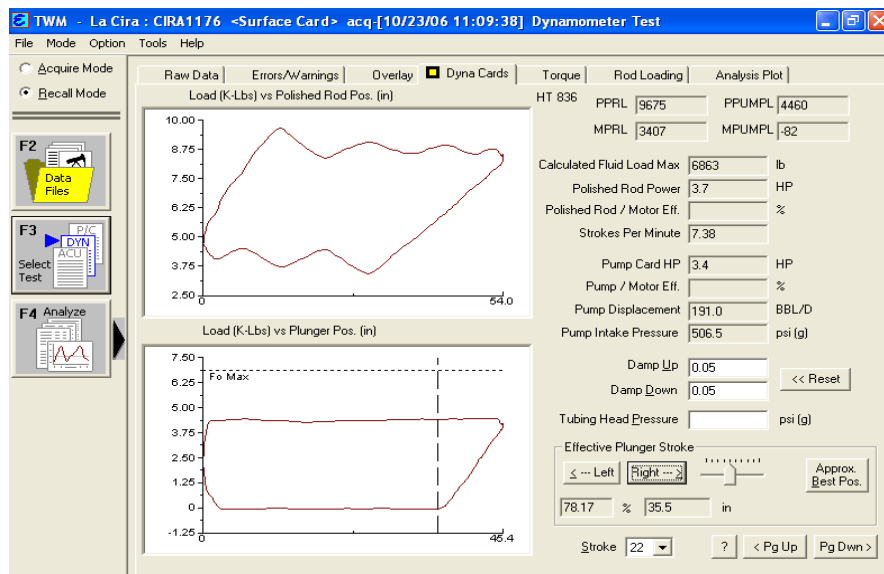 TWM - La Cira : CIRA1176 <Surface Card> acq-[10/23/06 11:09:38] Dynamometer Test
File Mode Option Tools Help
Acquire Mode
Recall Mode
F2
Data
Files
F3
P/C
DYN
ACU
Select
Test
F4 Analyze
Raw Data Errors/Warnings Overlay Dyna Cards Torque Rod Loading Analysis Plot
Load (K-Lbs) vs Polished Rod Pos. (in)
10.00
8.75
7.50
6.25
5.00
3.75
2.50
0 54.0
Load (K-Lbs) vs Plunger Pos. (in)
7.50
6.25
5.00
3.75
2.50
1.25
0
-1.25
Fo Max
0 45.4
HT 836 PPRL 9675 PPUMPL 4460
MPRL 3407 MPUMPL -82
Calculated Fluid Load Max 6863 lb
Polished Rod Power 3.7 HP
Polished Rod / Motor Eff. %
Strokes Per Minute 7.38
Pump Card HP 3.4 HP
Pump / Motor Eff. %
Pump Displacement 191.0 BBL/D
Pump Intake Pressure 506.5 psi (g)
Damp Up 0.05
Damp Down 0.05
<< Reset
Tubing Head Pressure psi (g)
Effective Plunger Stroke
< --- Left Right --- >
Approx.
Best Pos.
78.17 % 35.5 in
Stroke 22 ? < Pg Up Pg Dwn >